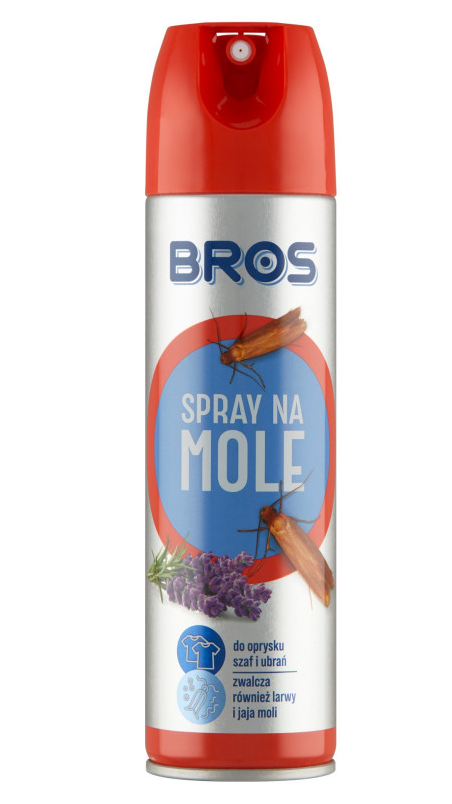 BROS
SPRAY NA
MOLE
do oprysku
szaf i ubrań
zwalcza
również larwy
i jaja moli